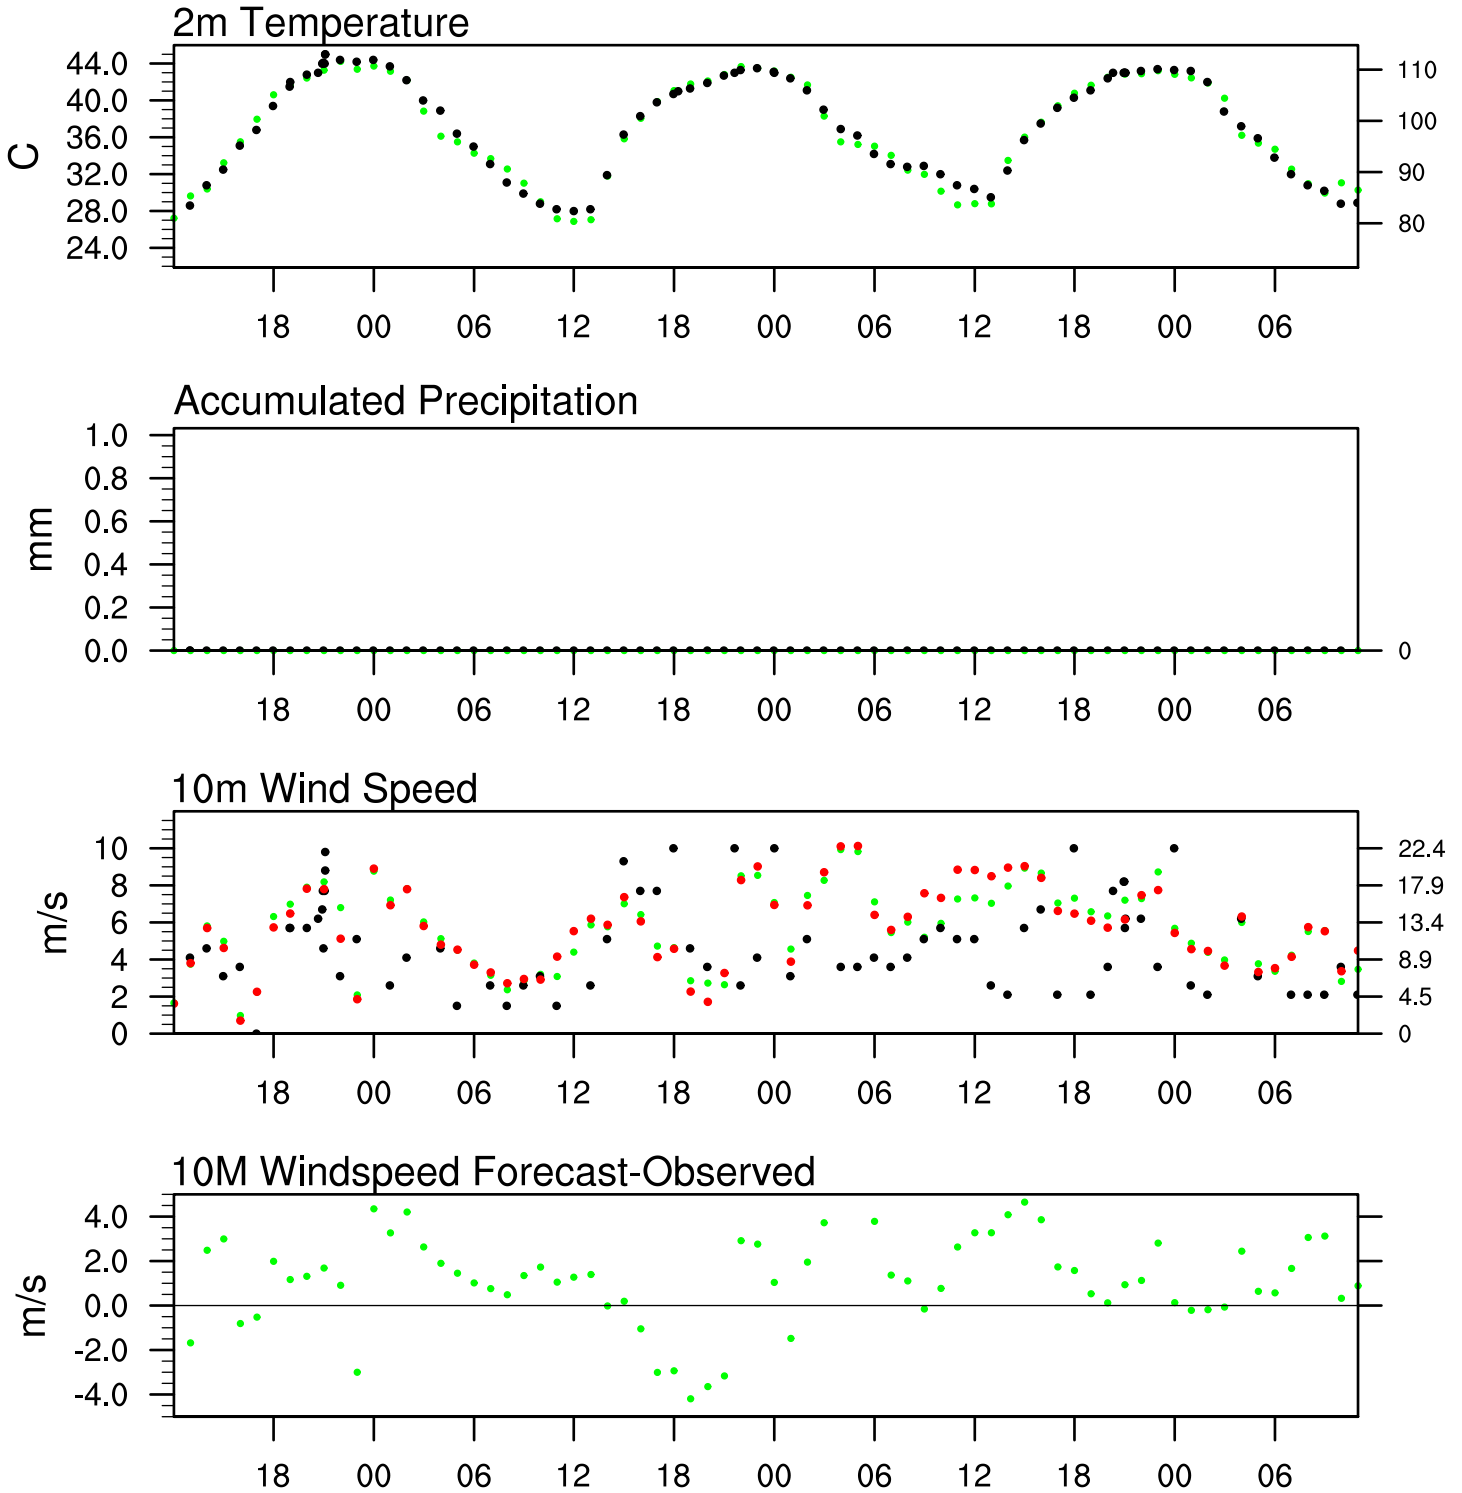 2m Temperature
44.0
40.0
36.0
32.0
28.0
24.0
C
110
100
90
80
18 00 06 12 18 00 06 12 18 00 06
Accumulated Precipitation
1.0
0.8
0.6
0.4
0.2
0.0
mm
0
18 00 06 12 18 00 06 12 18 00 06
10m Wind Speed
10
8
6
4
2
0
m/s
22.4
17.9
13.4
8.9
4.5
0
18 00 06 12 18 00 06 12 18 00 06
10M Windspeed Forecast-Observed
4.0
2.0
0.0
-2.0
-4.0
m/s
18 00 06 12 18 00 06 12 18 00 06